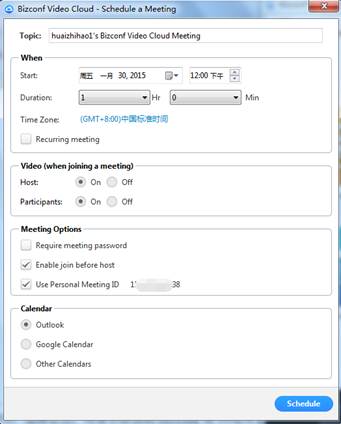 Bizconf Video Cloud - Schedule a Meeting
Topic: huaizhihao1's Bizconf Video Cloud Meeting
When
Start: 周五 一月 30, 2015 12:00 下午
Duration: 1 Hr 0 Min
Time Zone: (GMT+8:00)中国标准时间
Recurring meeting
Video (when joining a meeting)
Host: On Off
Participants: On Off
Meeting Options
Require meeting password
Enable join before host
Use Personal Meeting ID 38
Calendar
Outlook
Google Calendar
Other Calendars
Schedule